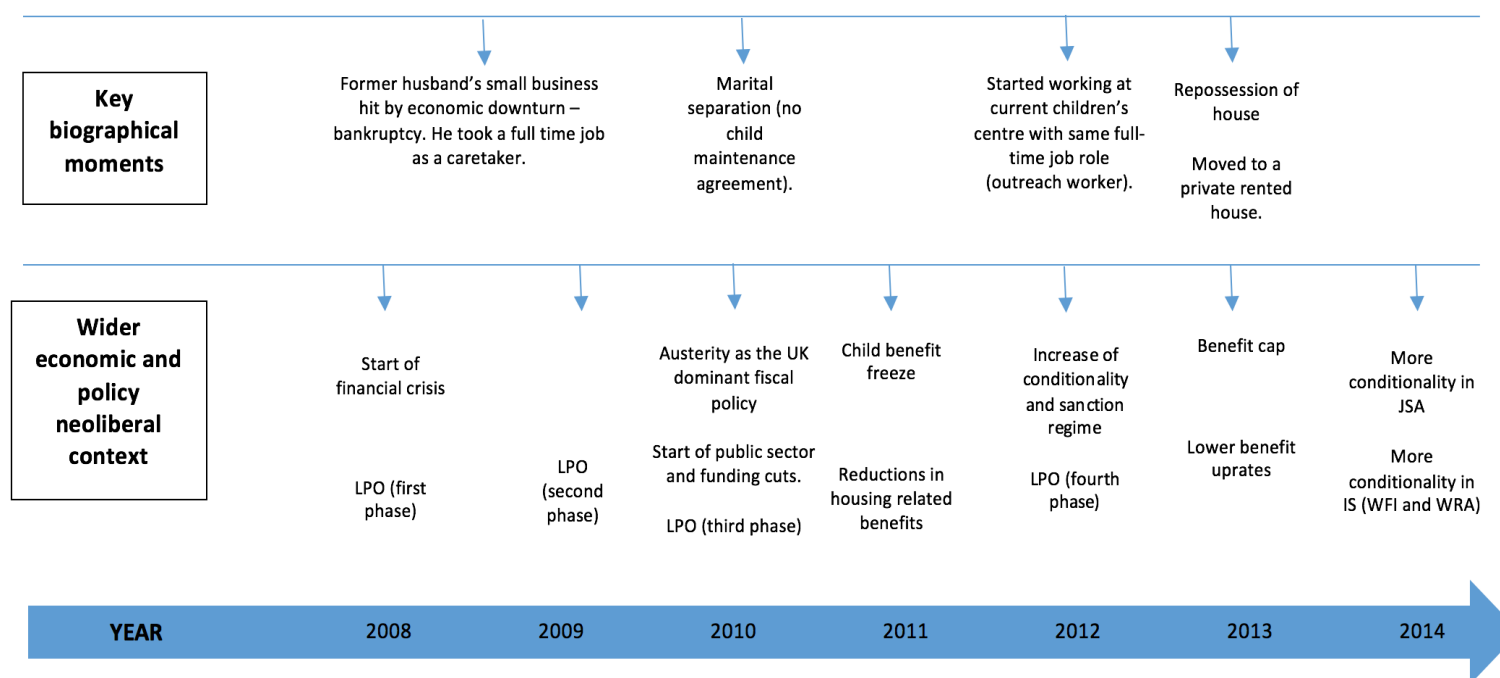 Key
biographical
moments
Former husband’s small business
hit by economic downturn –
bankruptcy. He took a full time job
as a caretaker.
Marital
separation (no
child
maintenance
agreement).
Started working at
current children’s
centre with same full-
time job role
(outreach worker).
Repossession of
house
Moved to a
private rented
house.
Wider
economic and
policy
neoliberal
context
Start of
financial crisis
LPO (first
phase)
LPO
(second
phase)
Austerity as the UK
dominant fiscal
policy
Start of public sector
and funding cuts.
LPO (third phase)
Child benefit
freeze
Reductions in
housing related
benefits
Increase of
conditionality
and sanction
regime
LPO (fourth
phase)
Benefit cap
Lower benefit
uprates
More
conditionality in
JSA
More
conditionality in
IS (WFI and WRA)
YEAR 2008 2009 2010 2011 2012 2013 2014